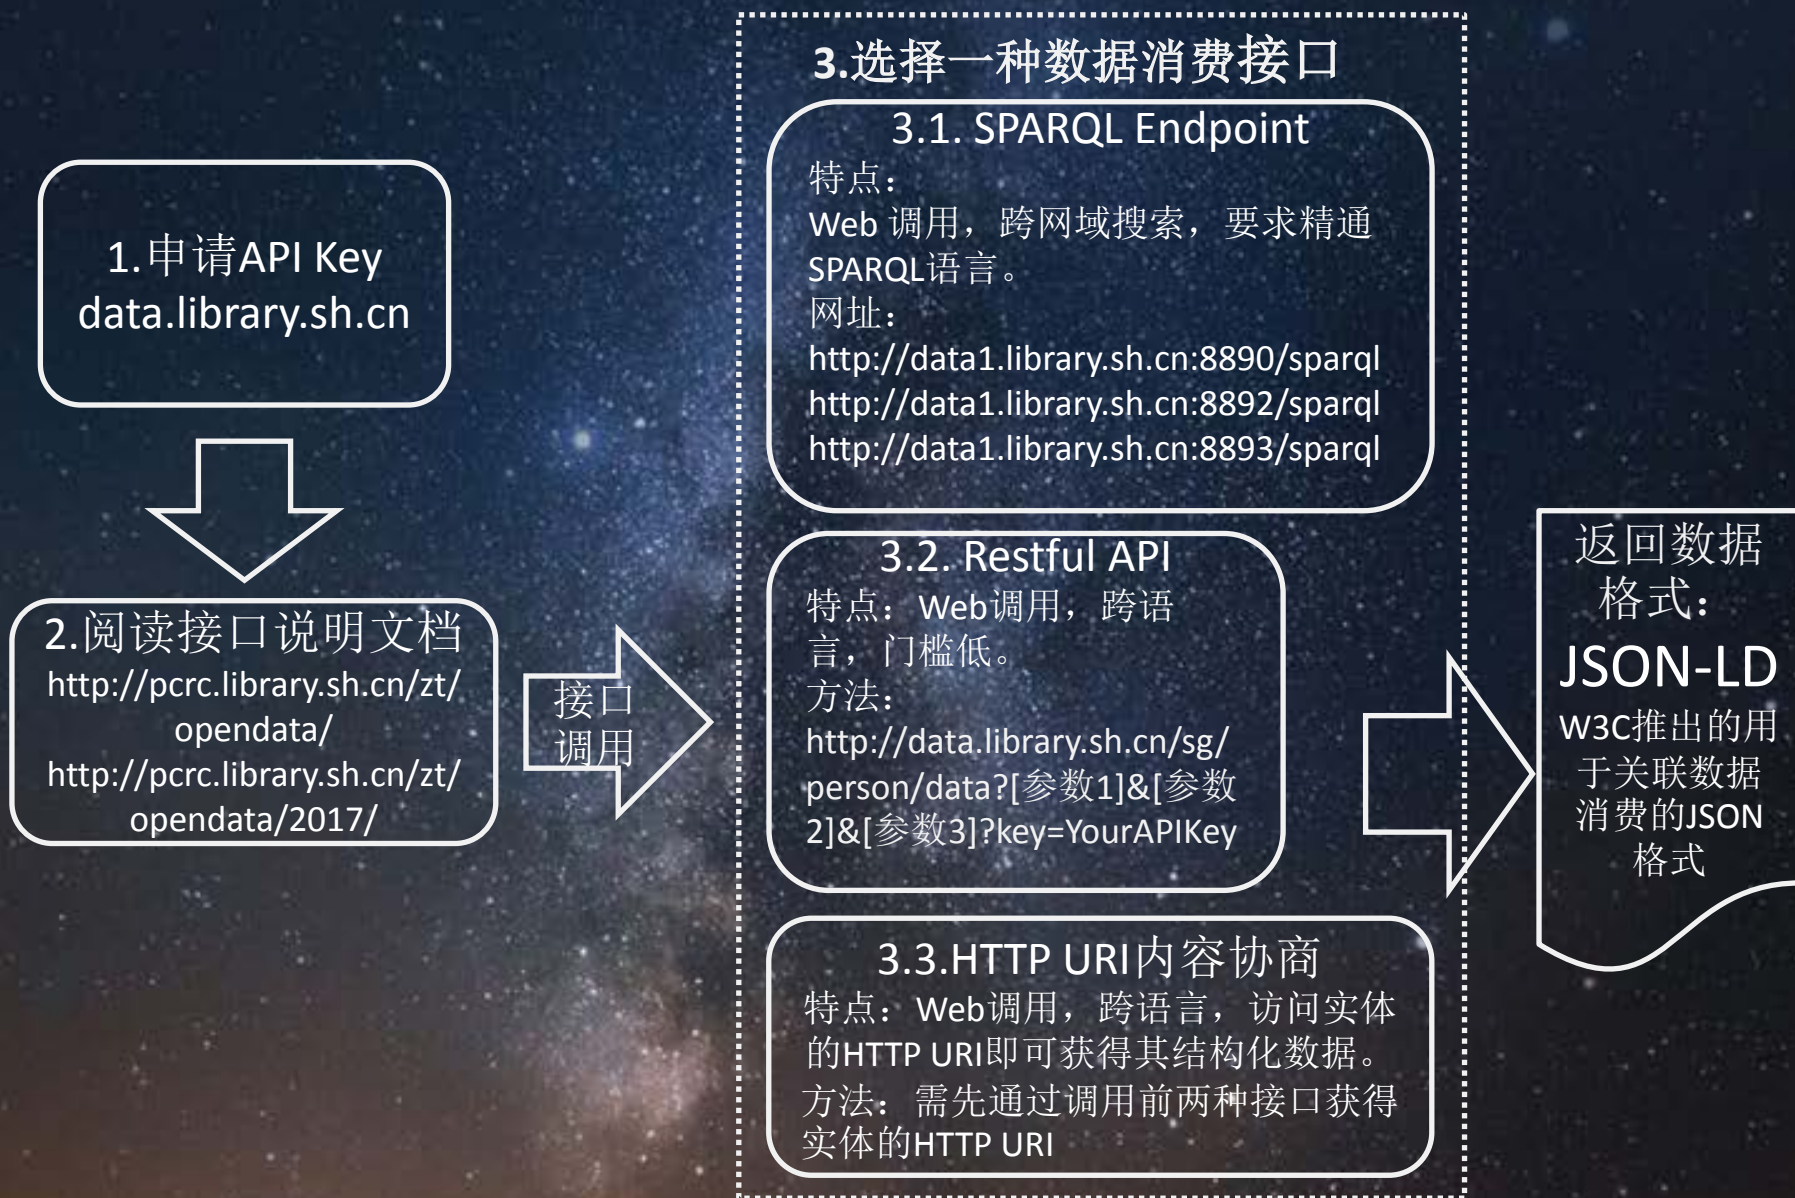 1.申请API Key
data.library.sh.cn
2.阅读接口说明文档
http://pcrc.library.sh.cn/zt/
opendata/
http://pcrc.library.sh.cn/zt/
opendata/2017/
接口
调用
3.选择一种数据消费接口
3.1. SPARQL Endpoint
特点：
Web 调用，跨网域搜索，要求精通
SPARQL语言。
网址：
http://data1.library.sh.cn:8890/sparql
http://data1.library.sh.cn:8892/sparql
http://data1.library.sh.cn:8893/sparql
3.2. Restful API
特点：Web调用，跨语
言，门槛低。
方法：
http://data.library.sh.cn/sg/
person/data?[参数1]&[参数
2]&[参数3]?key=YourAPIKey
3.3.HTTP URI内容协商
特点：Web调用，跨语言，访问实体
的HTTP URI即可获得其结构化数据。
方法：需先通过调用前两种接口获得
实体的HTTP URI
返回数据
格式：
JSON-LD
W3C推出的用
于关联数据
消费的JSON
格式